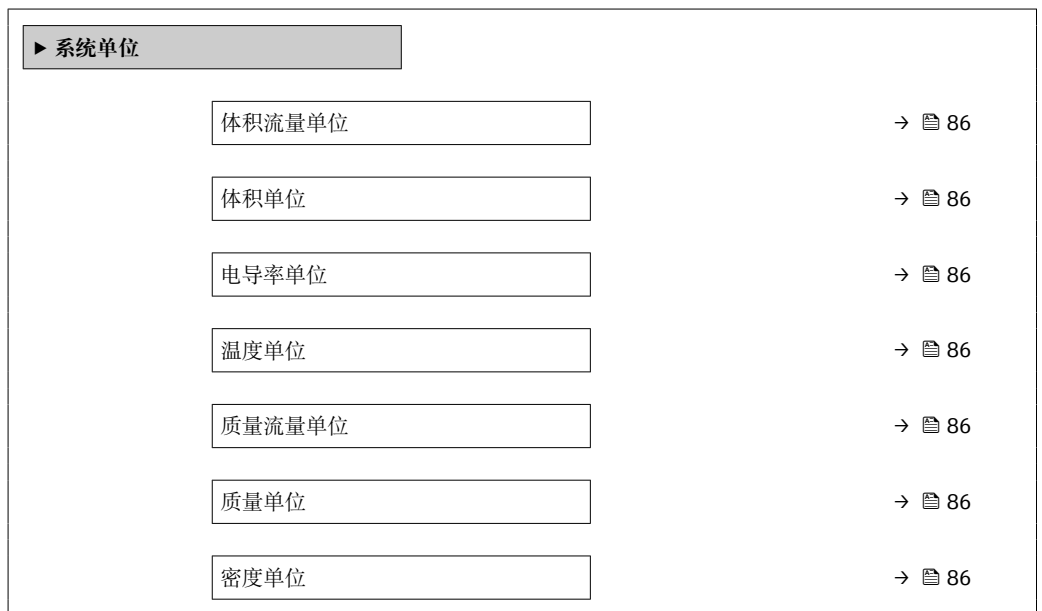 ▶ 系统单位
体积流量单位 → 🖹 86
体积单位 → 🖹 86
电导率单位 → 🖹 86
温度单位 → 🖹 86
质量流量单位 → 🖹 86
质量单位 → 🖹 86
密度单位 → 🖹 86